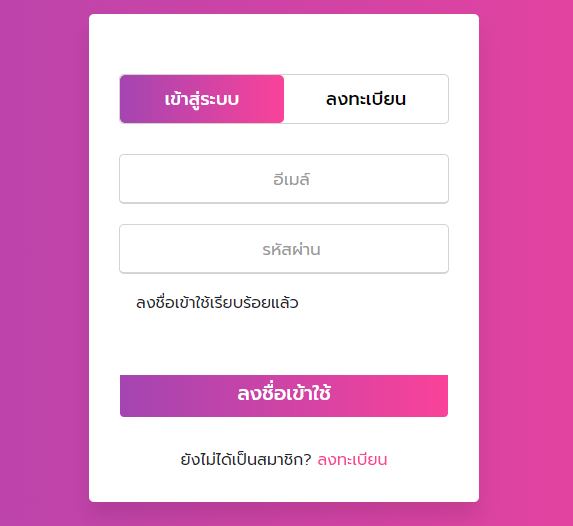 เข้าสู่ระบบ ลงทะเบียน
อีเมล์
รหัสผ่าน
ลงชื่อเข้าใช้เรียบร้อยแล้ว
ลงชื่อเข้าใช้
ยังไม่ได้เป็นสมาชิก? ลงทะเบียน